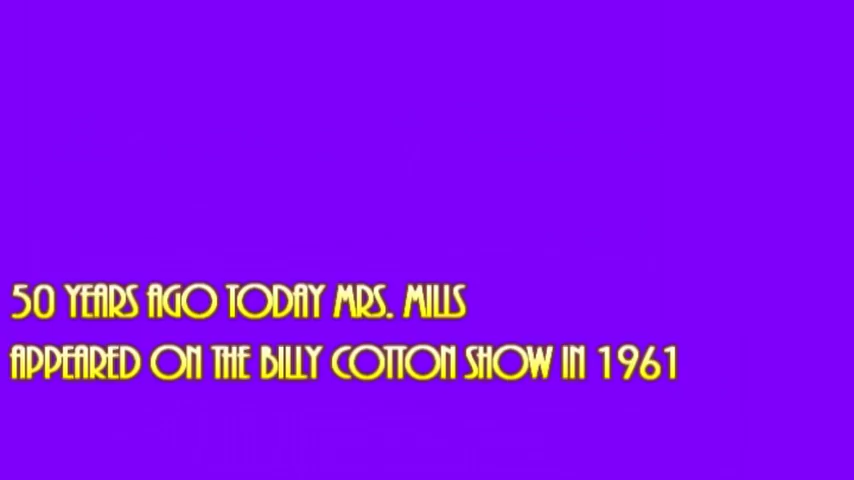 50 YEARS AGO TODAY MRS. MILLS
APPEARED ON THE BILLY COTTON SHOW IN 1961